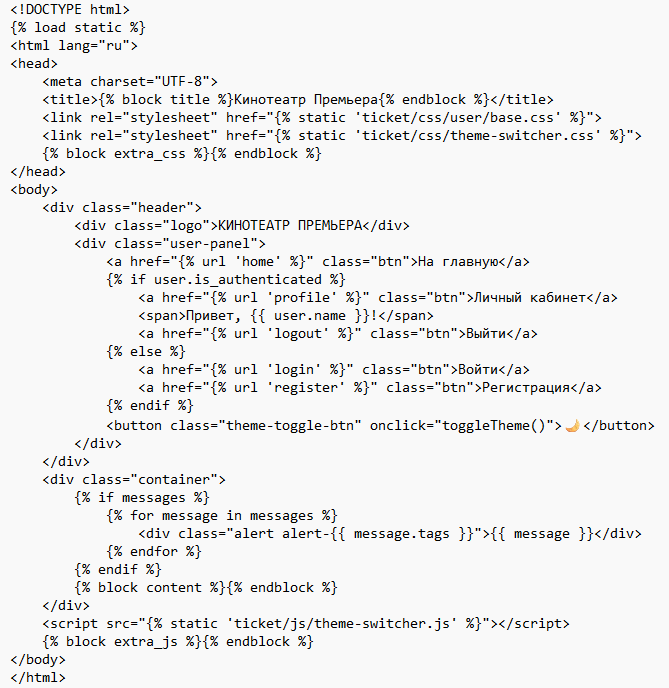 <!DOCTYPE html>
{% load static %}
<html lang="ru">
<head>
    <meta charset="UTF-8">
    <title>{% block title %}Кинотеатр Премьера{% endblock %}</title>
    <link rel="stylesheet" href="{% static 'ticket/css/user/base.css' %}">
    <link rel="stylesheet" href="{% static 'ticket/css/theme-switcher.css' %}">
    {% block extra_css %}{% endblock %}
</head>
<body>
    <div class="header">
        <div class="logo">КИНОТЕАТР ПРЕМЬЕРА</div>
        <div class="user-panel">
            <a href="{% url 'home' %}" class="btn">На главную</a>
            {% if user.is_authenticated %}
                <a href="{% url 'profile' %}" class="btn">Личный кабинет</a>
                <span>Привет, {{ user.name }}!</span>
                <a href="{% url 'logout' %}" class="btn">Выйти</a>
            {% else %}
                <a href="{% url 'login' %}" class="btn">Войти</a>
                <a href="{% url 'register' %}" class="btn">Регистрация</a>
            {% endif %}
            <button class="theme-toggle-btn" onclick="toggleTheme()">🌙</button>
        </div>
    </div>
    <div class="container">
        {% if messages %}
            {% for message in messages %}
                <div class="alert alert-{{ message.tags }}">{{ message }}</div>
            {% endfor %}
        {% endif %}
        {% block content %}{% endblock %}
    </div>
    <script src="{% static 'ticket/js/theme-switcher.js' %}"></script>
    {% block extra_js %}{% endblock %}
</body>
</html>